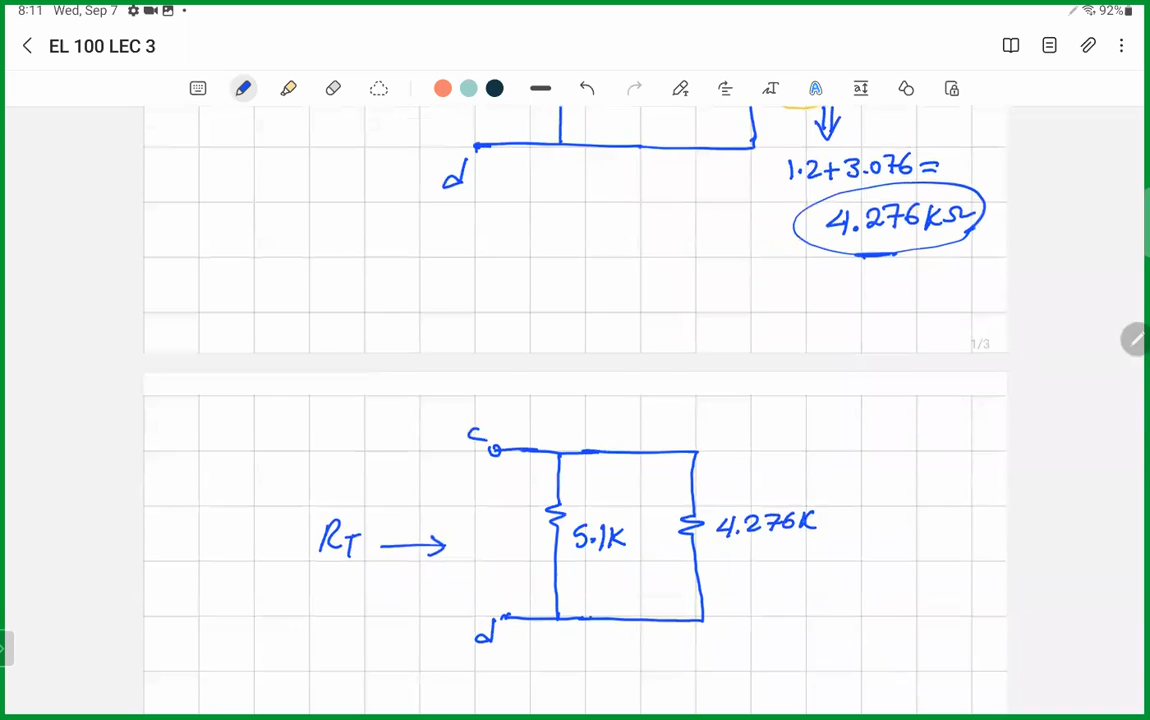 8:11 Wed, Sep 7 92%
EL 100 LEC 3
1.2+3.076=
d
4.276KΩ
1/3
c
RT → 5.1K 4.276K
d